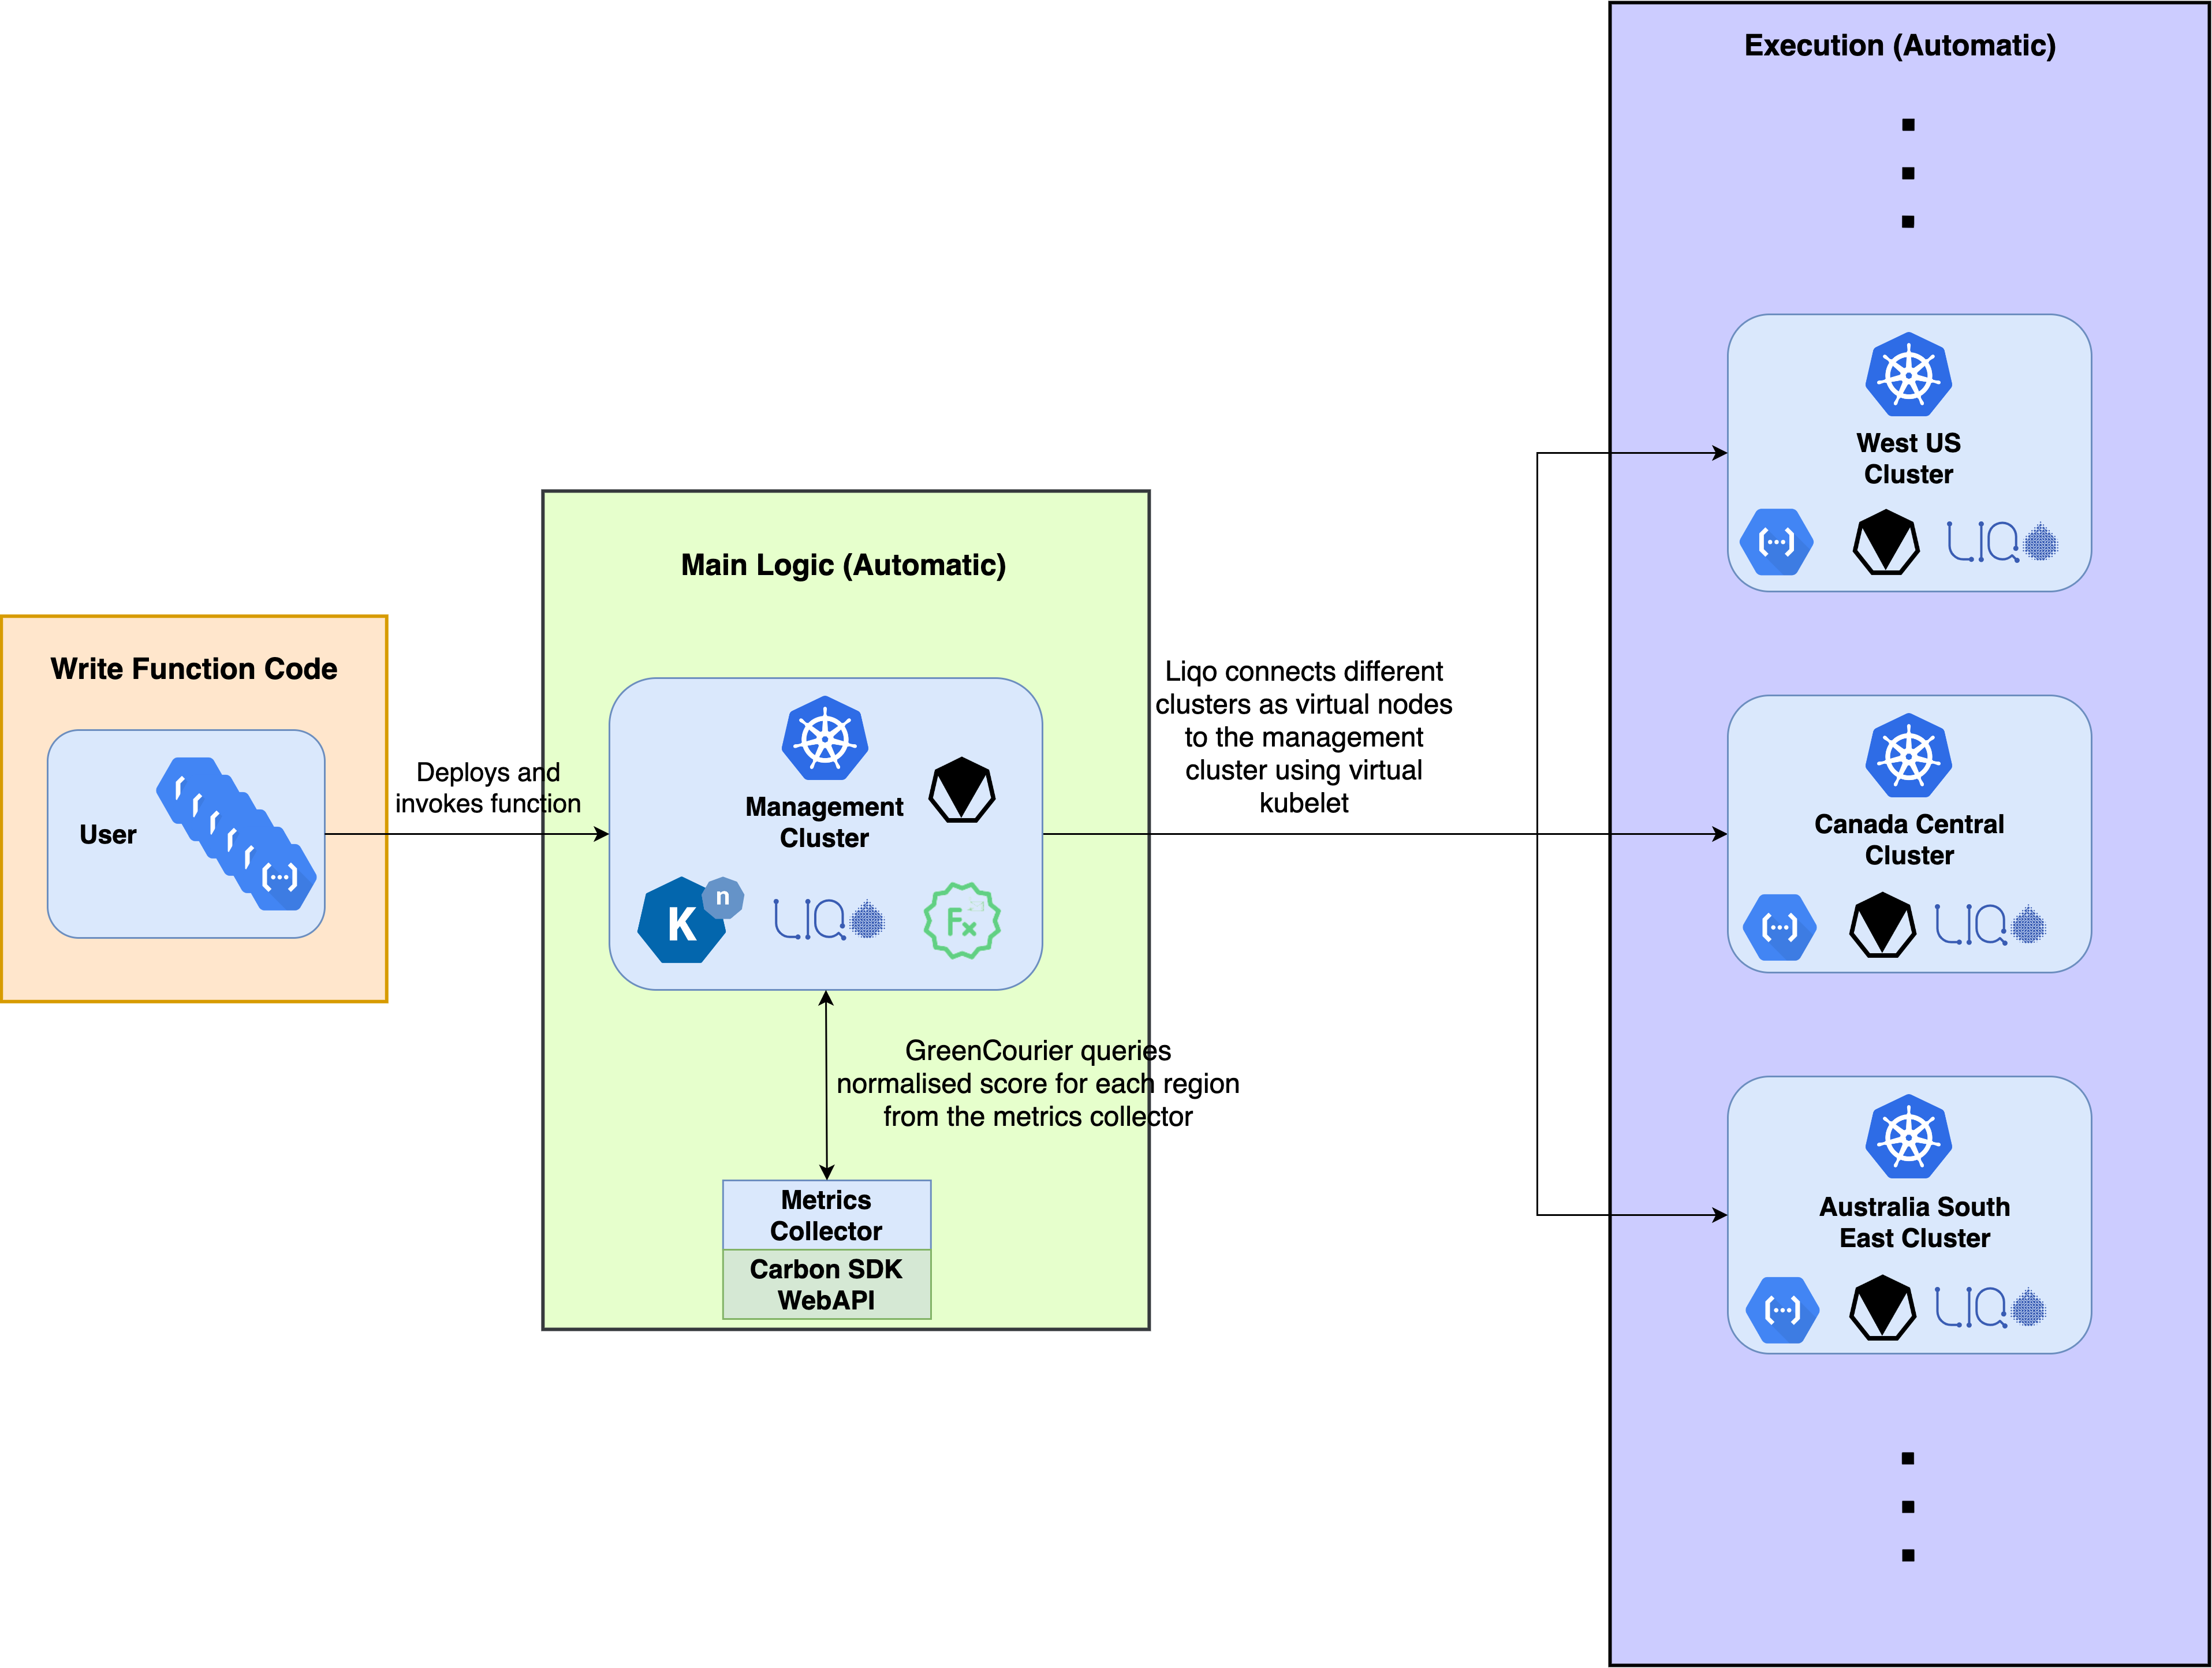 Execution (Automatic)
West US
Cluster
{...}
LIQO
Main Logic (Automatic)
Write Function Code
User
{...}
Deploys and
invokes function
Management
Cluster
K n
LIQO
Fx
Liqo connects different
clusters as virtual nodes
to the management
cluster using virtual
kubelet
Canada Central
Cluster
{...}
LIQO
GreenCourier queries
normalised score for each region
from the metrics collector
Metrics
Collector
Carbon SDK
WebAPI
Australia South
East Cluster
{...}
LIQO